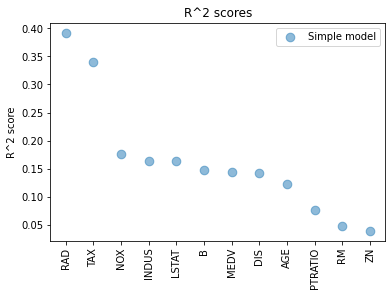 R^2 scores
Simple model
R^2 score
0.40
0.35
0.30
0.25
0.20
0.15
0.10
0.05
RAD
TAX
NOX
INDUS
LSTAT
B
MEDV
DIS
AGE
PTRATIO
RM
ZN